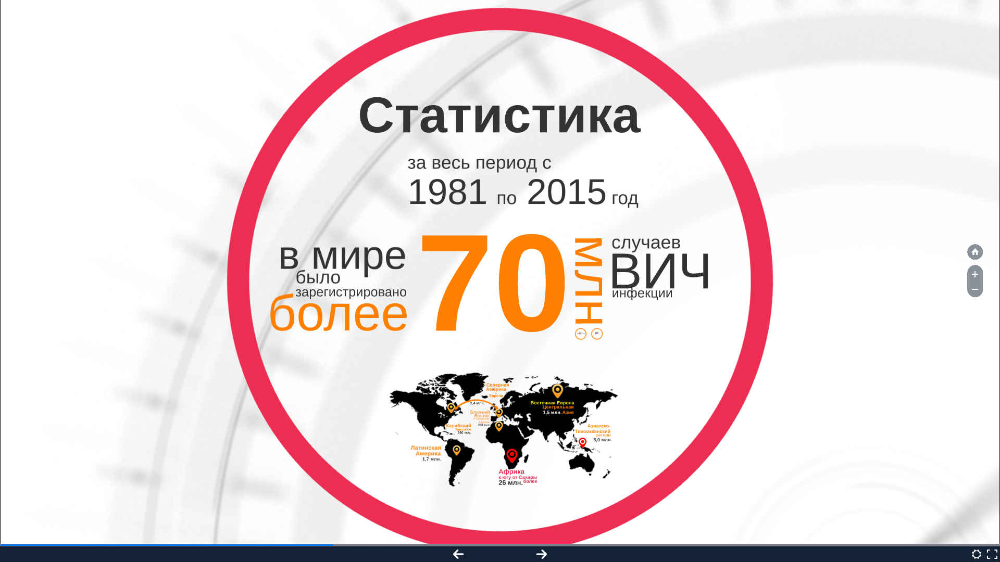 Статистика
за весь период с
1981 по 2015 год
в мире
было
зарегистрировано
более
70
МЛН
случаев
ВИЧ
инфекции
Северная
Америка
Европа
2,4 млн.
Восточная Европа
Центральная
1,5 млн. Азия
Ближний
Восток
и Северная
Африка
240 тыс.
Карибский
Бассейн
280 тыс.
Азиатско-
Тихоокеанский
регион
5,0 млн.
Латинская
Америка
1,7 млн.
Африка
к югу от Сахары
26 млн. более